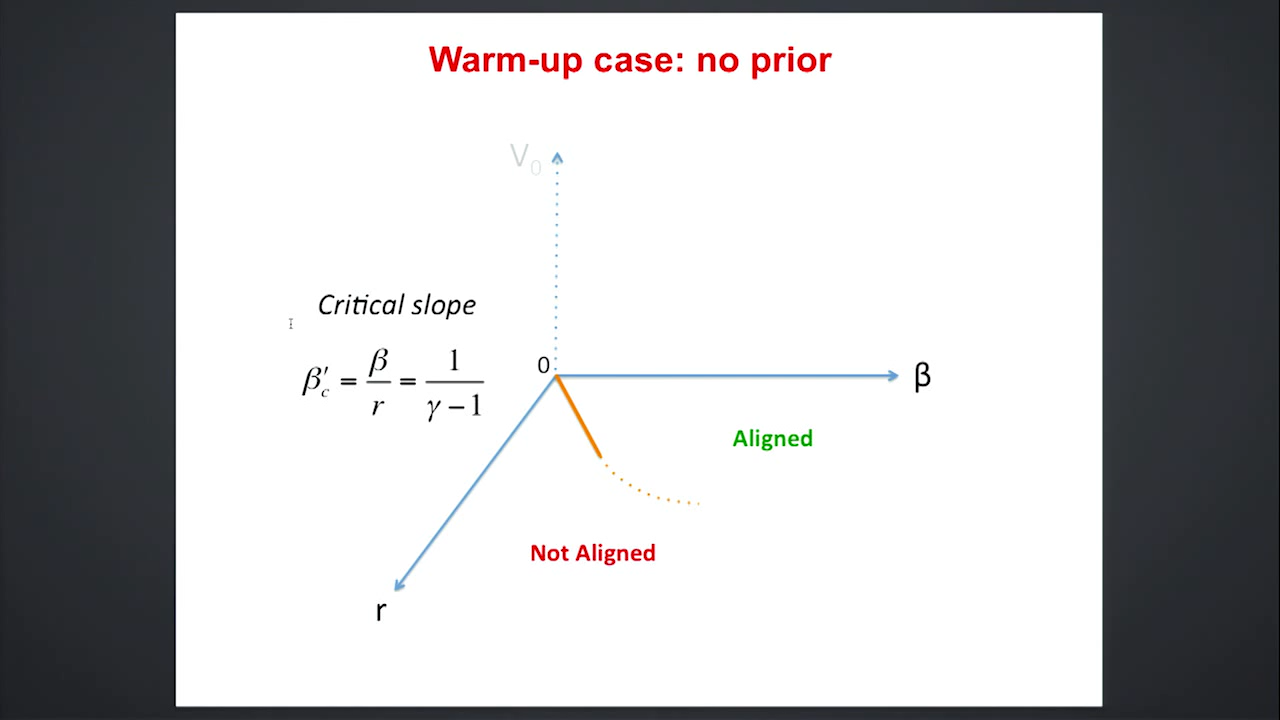 Warm-up case: no prior
V₀
Critical slope
β′c = β/r = 1/(γ − 1)
0
β
Aligned
Not Aligned
r